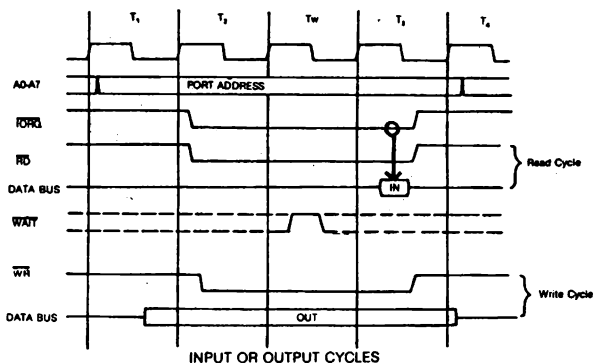 T₁ T₂ Tw T₃ T₄
A0-A7 PORT ADDRESS
IORQ
RD Read Cycle
DATA BUS IN
WAIT
WR
Write Cycle
DATA BUS OUT
INPUT OR OUTPUT CYCLES